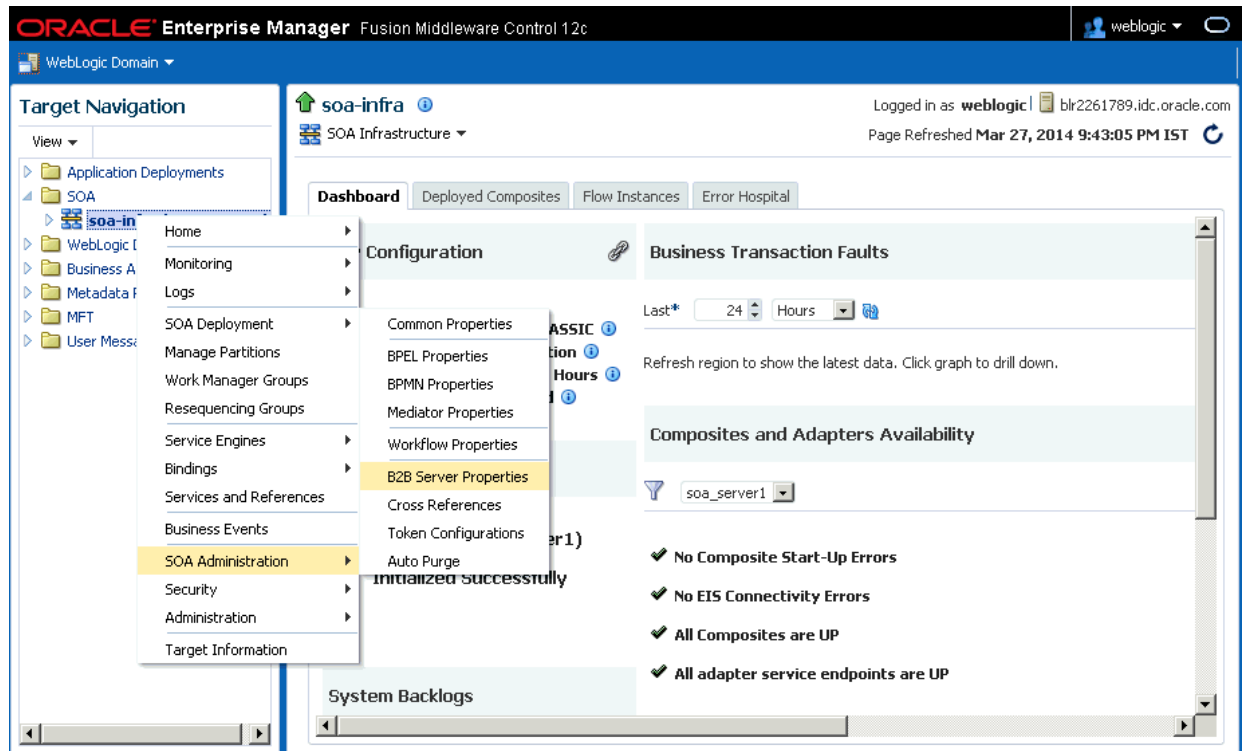 ORACLE Enterprise Manager Fusion Middleware Control 12c
weblogic
WebLogic Domain
Target Navigation
View
Application Deployments
SOA
soa-in
WebLogic
Business A
Metadata
MFT
User Messa
Home
Monitoring
Logs
SOA Deployment
Manage Partitions
Work Manager Groups
Resequencing Groups
Service Engines
Bindings
Services and References
Business Events
SOA Administration
Security
Administration
Target Information
Common Properties
BPEL Properties
BPMN Properties
Mediator Properties
Workflow Properties
B2B Server Properties
Cross References
Token Configurations
Auto Purge
soa-infra
Logged in as weblogic
blr2261789.idc.oracle.com
SOA Infrastructure
Page Refreshed Mar 27, 2014 9:43:05 PM IST
Dashboard
Deployed Composites
Flow Instances
Error Hospital
Configuration
ASSIC
tion
Hours
er1)
Initialized Successfully
System Backlogs
Business Transaction Faults
Last* 24 Hours
Refresh region to show the latest data. Click graph to drill down.
Composites and Adapters Availability
soa_server1
No Composite Start-Up Errors
No EIS Connectivity Errors
All Composites are UP
All adapter service endpoints are UP